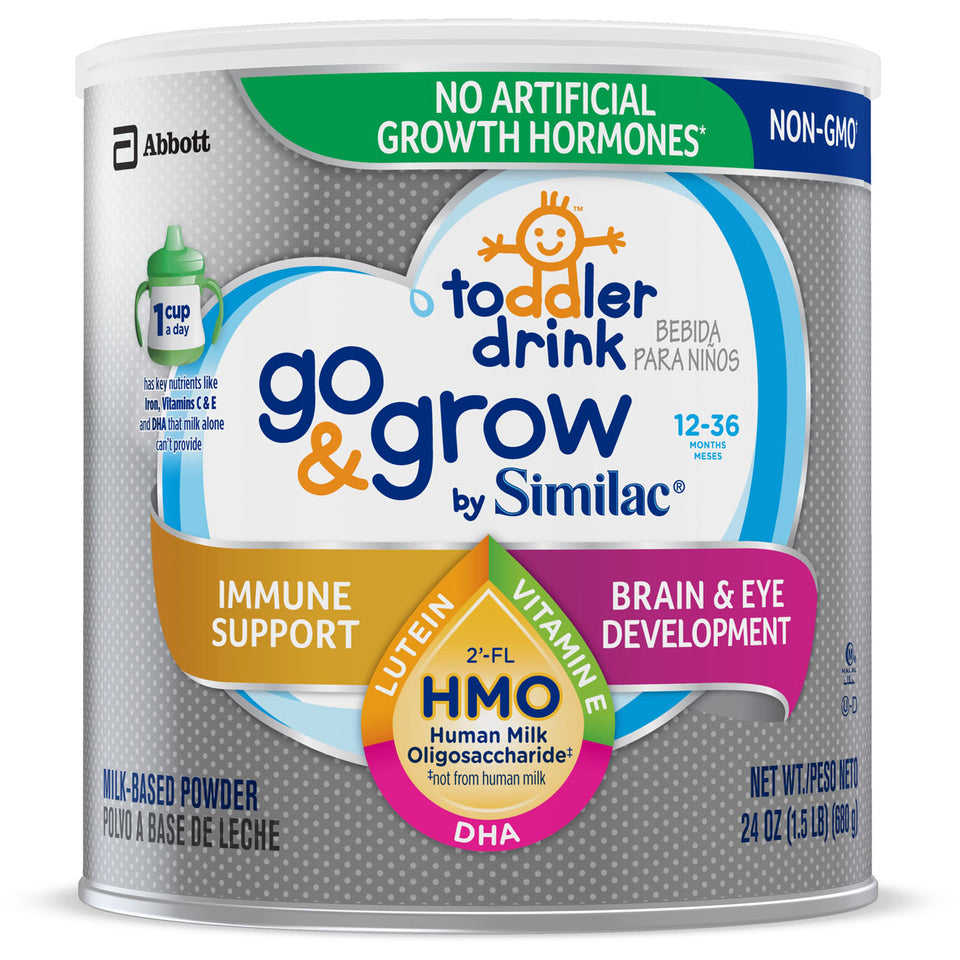 NO ARTIFICIAL
GROWTH HORMONES*
NON-GMO†
Abbott
toddler
drink
™
BEBIDA
PARA NIÑOS
1 cup
a day
has key nutrients like
Iron, Vitamins C & E
and DHA that milk alone
can't provide
go
& grow
by Similac®
12-36
MONTHS
MESES
IMMUNE
SUPPORT
LUTEIN
VITAMIN E
BRAIN & EYE
DEVELOPMENT
2'-FL
HMO
Human Milk
Oligosaccharide‡
‡not from human milk
DHA
M
HALAL
U-D
MILK-BASED POWDER
POLVO A BASE DE LECHE
NET WT./PESO NETO
24 OZ (1.5 LB) (680 g)